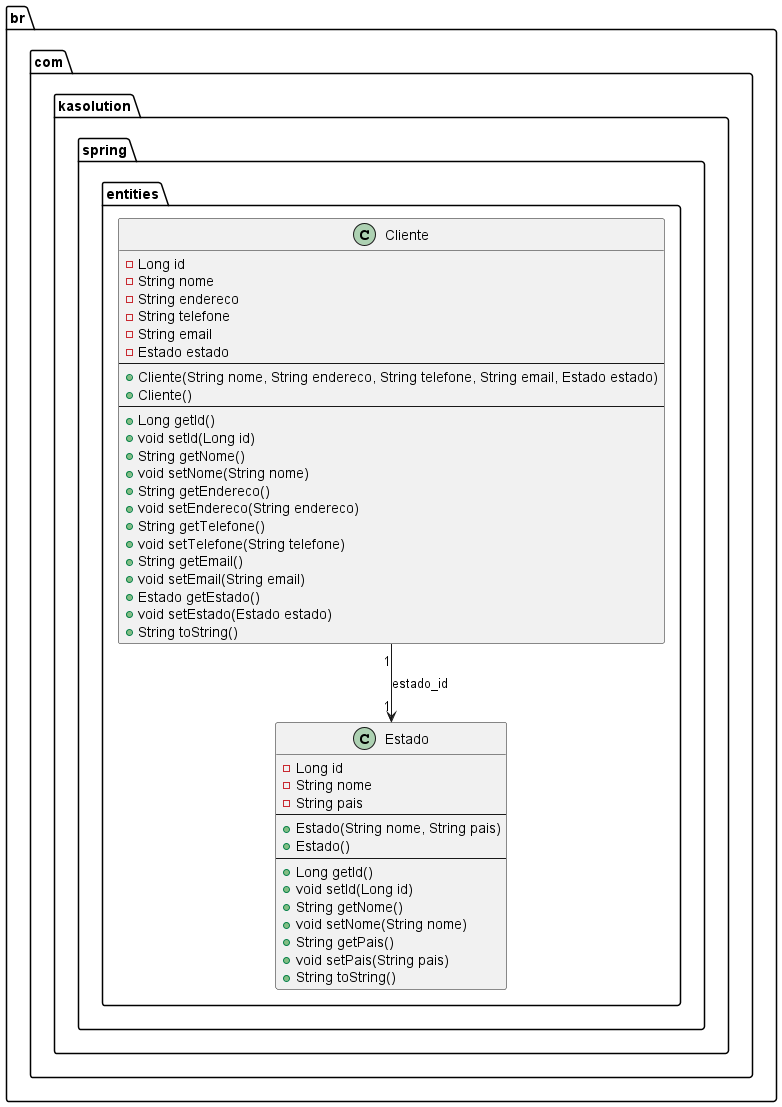 br
com
kasolution
spring
entities
C Cliente
Long id
String nome
String endereco
String telefone
String email
Estado estado
Cliente(String nome, String endereco, String telefone, String email, Estado estado)
Cliente()
Long getId()
void setId(Long id)
String getNome()
void setNome(String nome)
String getEndereco()
void setEndereco(String endereco)
String getTelefone()
void setTelefone(String telefone)
String getEmail()
void setEmail(String email)
Estado getEstado()
void setEstado(Estado estado)
String toString()
1
estado_id
1
C Estado
Long id
String nome
String pais
Estado(String nome, String pais)
Estado()
Long getId()
void setId(Long id)
String getNome()
void setNome(String nome)
String getPais()
void setPais(String pais)
String toString()